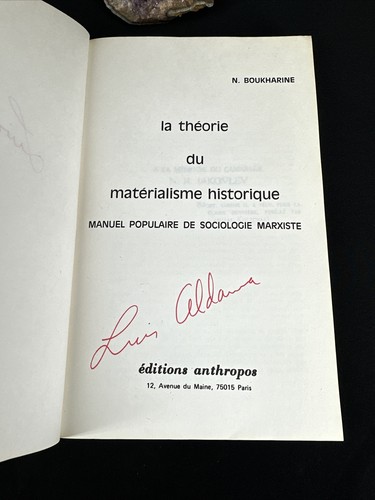 N. BOUKHARINE
la théorie
du
matérialisme historique
MANUEL POPULAIRE DE SOCIOLOGIE MARXISTE
Luis Aldama
éditions anthropos
12, Avenue du Maine, 75015 Paris